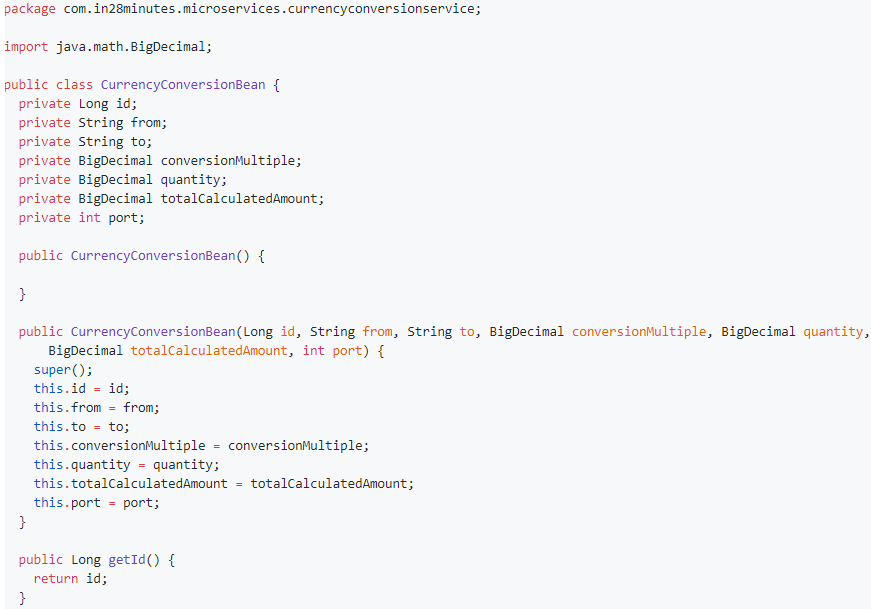 package com.in28minutes.microservices.currencyconversionservice;

import java.math.BigDecimal;

public class CurrencyConversionBean {
  private Long id;
  private String from;
  private String to;
  private BigDecimal conversionMultiple;
  private BigDecimal quantity;
  private BigDecimal totalCalculatedAmount;
  private int port;

  public CurrencyConversionBean() {

  }

  public CurrencyConversionBean(Long id, String from, String to, BigDecimal conversionMultiple, BigDecimal quantity,
      BigDecimal totalCalculatedAmount, int port) {
    super();
    this.id = id;
    this.from = from;
    this.to = to;
    this.conversionMultiple = conversionMultiple;
    this.quantity = quantity;
    this.totalCalculatedAmount = totalCalculatedAmount;
    this.port = port;
  }

  public Long getId() {
    return id;
  }